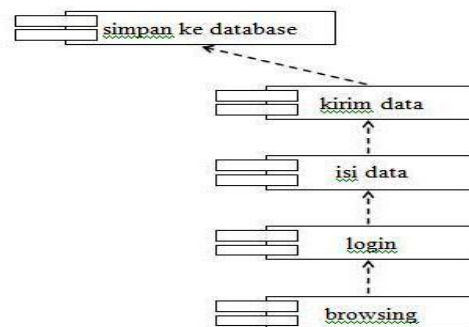 simpan ke database
kirim data
isi data
login
browsing